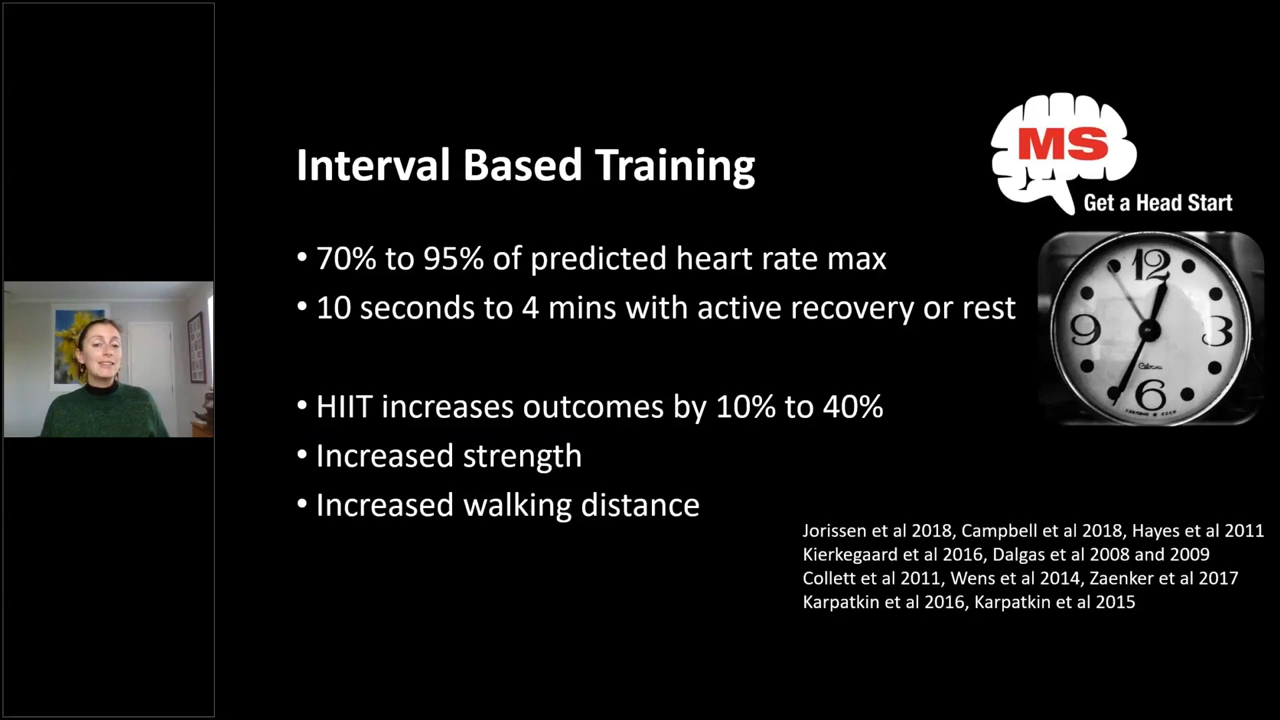 Interval Based Training
MS
Get a Head Start
• 70% to 95% of predicted heart rate max
• 10 seconds to 4 mins with active recovery or rest
• HIIT increases outcomes by 10% to 40%
• Increased strength
• Increased walking distance
12
9
3
6
Jorissen et al 2018, Campbell et al 2018, Hayes et al 2011
Kierkegaard et al 2016, Dalgas et al 2008 and 2009
Collett et al 2011, Wens et al 2014, Zaenker et al 2017
Karpatkin et al 2016, Karpatkin et al 2015